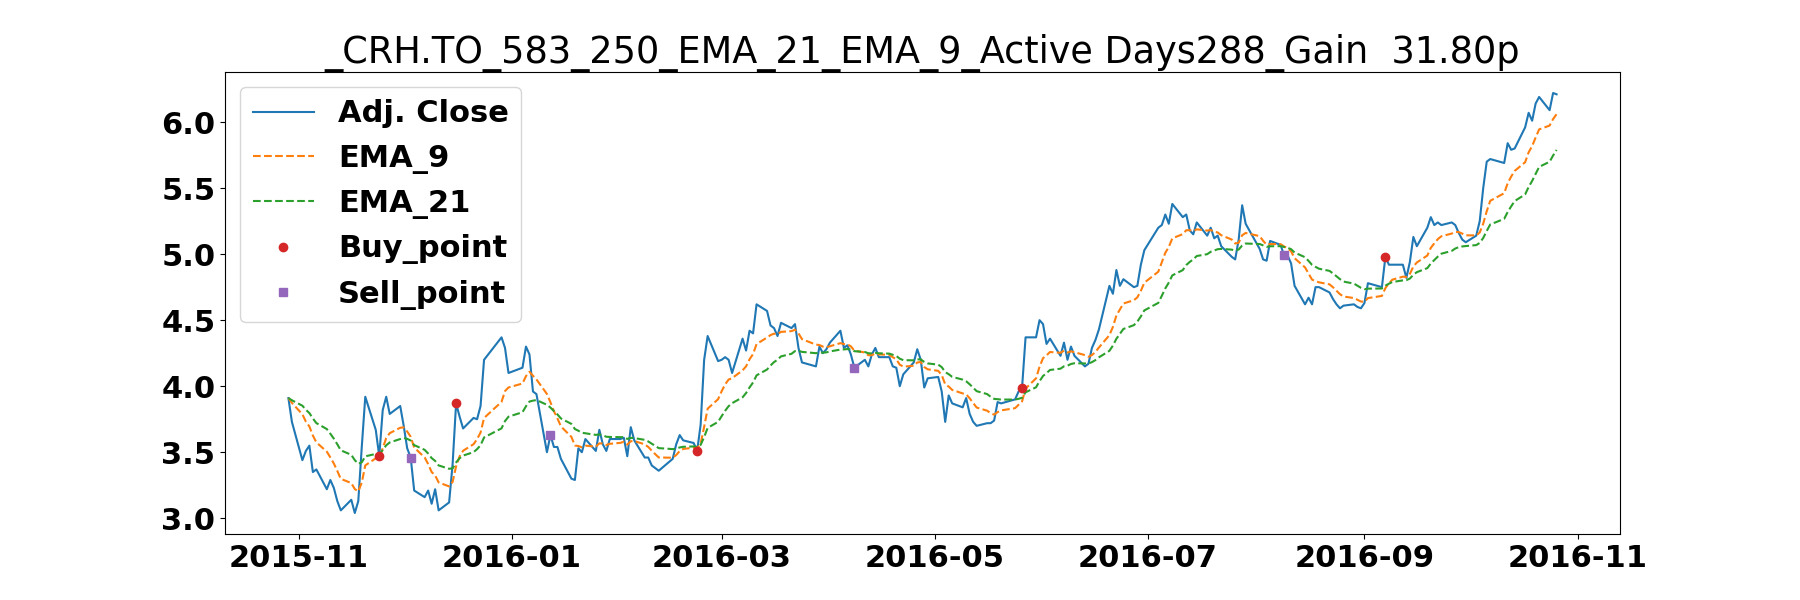 _CRH.TO_583_250_EMA_21_EMA_9_Active Days288_Gain  31.80p
Adj. Close
EMA_9
EMA_21
Buy_point
Sell_point
6.0
5.5
5.0
4.5
4.0
3.5
3.0
2015-11 2016-01 2016-03 2016-05 2016-07 2016-09 2016-11